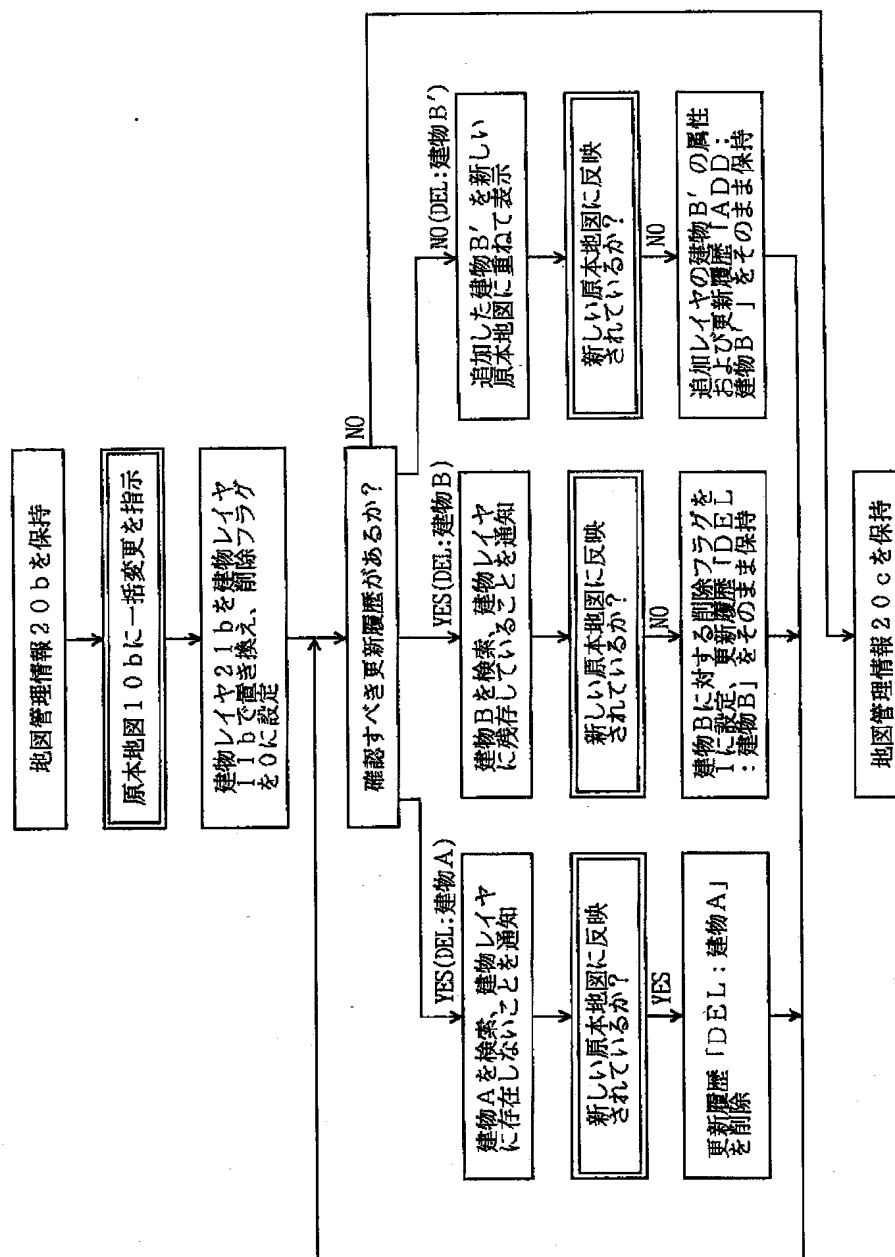 地図管理情報20bを保持
原本地図10bに一括変更を指示
建物レイヤ21bを建物レイヤ
11bで置き換え、削除フラグ
を0に設定
確認すべき更新履歴があるか?
NO
YES(DEL:建物A)
建物Aを検索、建物レイヤ
に存在しないことを通知
新しい原本地図に反映
されているか?
YES
更新履歴「DEL:建物A」
を削除
YES(DEL:建物B)
建物Bを検索、建物レイヤ
に残存していることを通知
新しい原本地図に反映
されているか?
NO
建物Bに対する削除フラグを
1に設定、更新履歴「DEL
:建物B」をそのまま保持
NO(DEL:建物B′)
追加した建物B′を新しい
原本地図に重ねて表示
新しい原本地図に反映
されているか?
NO
追加レイヤの建物B′の属性
および更新履歴「ADD:
建物B′」をそのまま保持
地図管理情報20cを保持